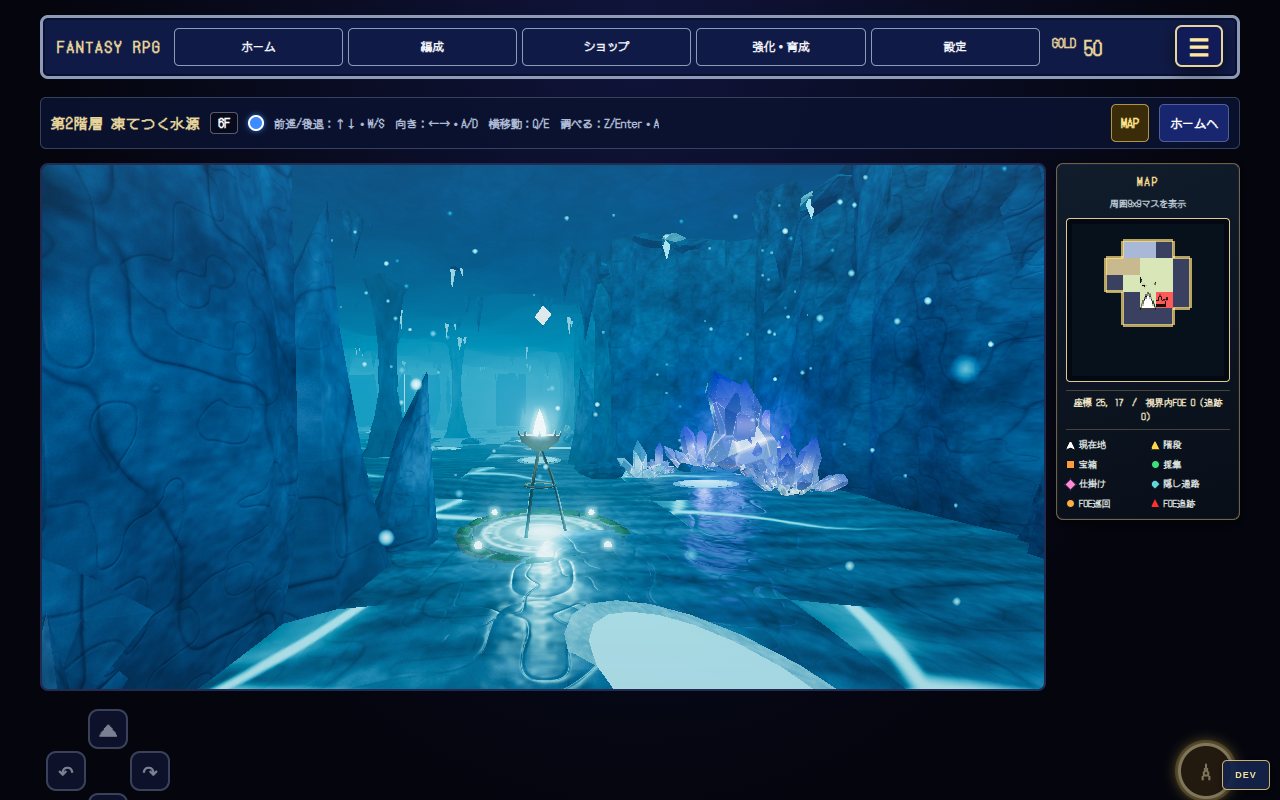 FANTASY RPG
ホーム
編成
ショップ
強化・育成
設定
GOLD 50
第2階層 凍てつく水源
6F
前進/後退：↑↓・W/S 向き：←→・A/D 横移動：Q/E 調べる：Z/Enter・A
MAP
ホームへ
MAP
周囲9x9マスを表示
座標 25, 17 / 視界内FOE 0（追跡
0）
現在地
階段
宝箱
採集
仕掛け
隠し通路
FOE巡回
FOE追跡
A
DEV